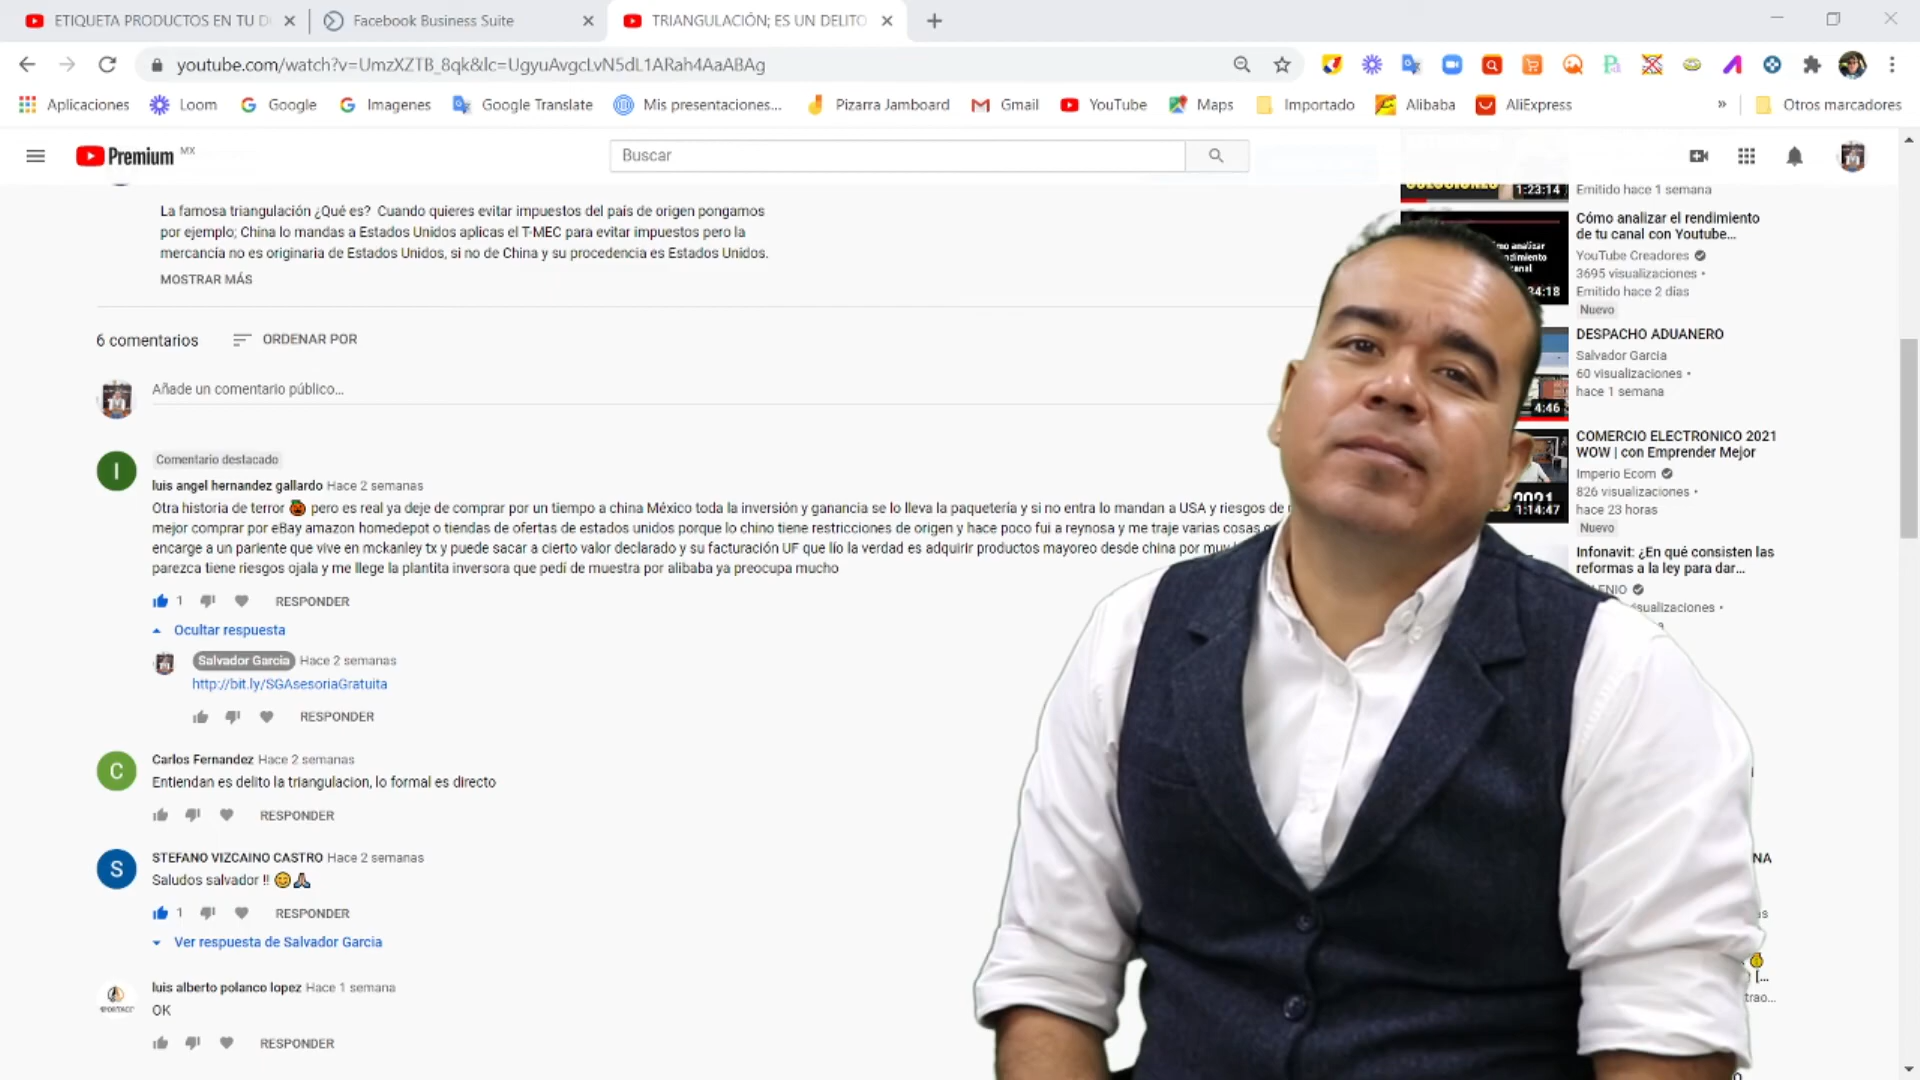 ETIQUETA PRODUCTOS EN TU D
Facebook Business Suite
TRIANGULACIÓN; ES UN DELITO
youtube.com/watch?v=UmzXZTB_8qk&lc=UgyuAvgcLvN5dL1ARah4AaABAg
Aplicaciones
Loom
Google
Imagenes
Google Translate
Mis presentaciones...
Pizarra Jamboard
Gmail
YouTube
Maps
Importado
Alibaba
AliExpress
»
Otros marcadores
Premium MX
Buscar
La famosa triangulación ¿Qué es? Cuando quieres evitar impuestos del país de origen pongamos
por ejemplo; China lo mandas a Estados Unidos aplicas el T-MEC para evitar impuestos pero la
mercancía no es originaria de Estados Unidos, si no de China y su procedencia es Estados Unidos.
MOSTRAR MÁS
6 comentarios
ORDENAR POR
Añade un comentario público...
Comentario destacado
I
luis angel hernandez gallardo Hace 2 semanas
Otra historia de terror 🎃 pero es real ya deje de comprar por un tiempo a china México toda la inversión y ganancia se lo lleva la paquetería y si no entra lo mandan a USA y riesgos de
mejor comprar por eBay amazon homedepot o tiendas de ofertas de estados unidos porque lo chino tiene restricciones de origen y hace poco fui a reynosa y me traje varias cosas
encarge a un pariente que vive en mckanley tx y puede sacar a cierto valor declarado y su facturación UF que lío la verdad es adquirir productos mayoreo desde china por
parezca tiene riesgos ojala y me llege la plantita inversora que pedí de muestra por alibaba ya preocupa mucho
1
RESPONDER
Ocultar respuesta
Salvador Garcia Hace 2 semanas
http://bit.ly/SGAsesoriaGratuita
RESPONDER
C
Carlos Fernandez Hace 2 semanas
Entiendan es delito la triangulacion, lo formal es directo
RESPONDER
S
STEFANO VIZCAINO CASTRO Hace 2 semanas
Saludos salvador !! 😊🙏
1
RESPONDER
Ver respuesta de Salvador Garcia
luis alberto polanco lopez Hace 1 semana
OK
RESPONDER
1:23:14
Emitido hace 1 semana
34:18
Cómo analizar el rendimiento
de tu canal con Youtube...
YouTube Creadores
3695 visualizaciones •
Emitido hace 2 días
Nuevo
4:46
DESPACHO ADUANERO
Salvador Garcia
60 visualizaciones •
hace 1 semana
2021
1:14:47
COMERCIO ELECTRONICO 2021
WOW | con Emprender Mejor
Imperio Ecom
826 visualizaciones •
hace 23 horas
Nuevo
Infonavit: ¿En qué consisten las
reformas a la ley para dar...